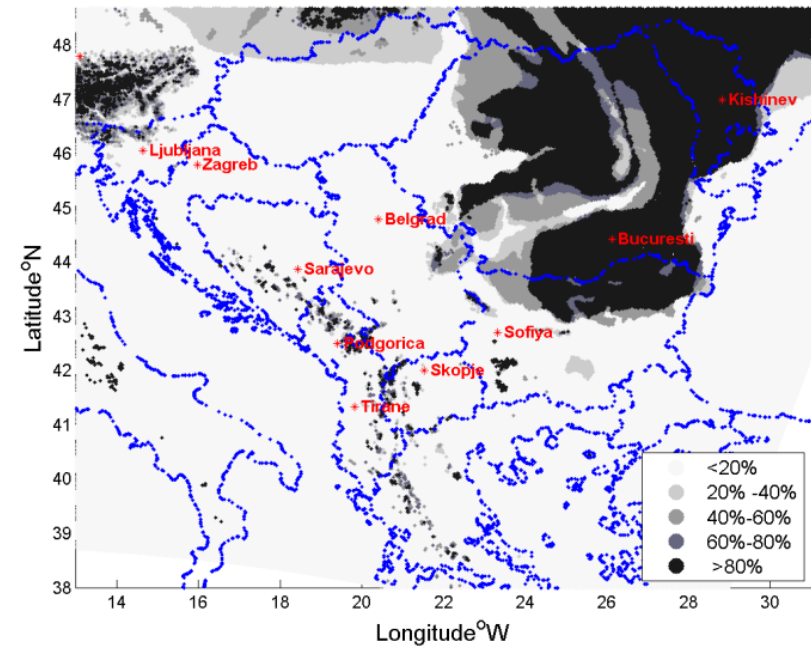 48
47
46
45
44
43
42
41
40
39
38
Latitude°N
Kishinev
Ljubljana
Zagreb
Belgrad
Bucuresti
Sarajevo
Sofiya
Podgorica
Skopje
Tirane
<20%
20% -40%
40%-60%
60%-80%
>80%
14 16 18 20 22 24 26 28 30
Longitude°W